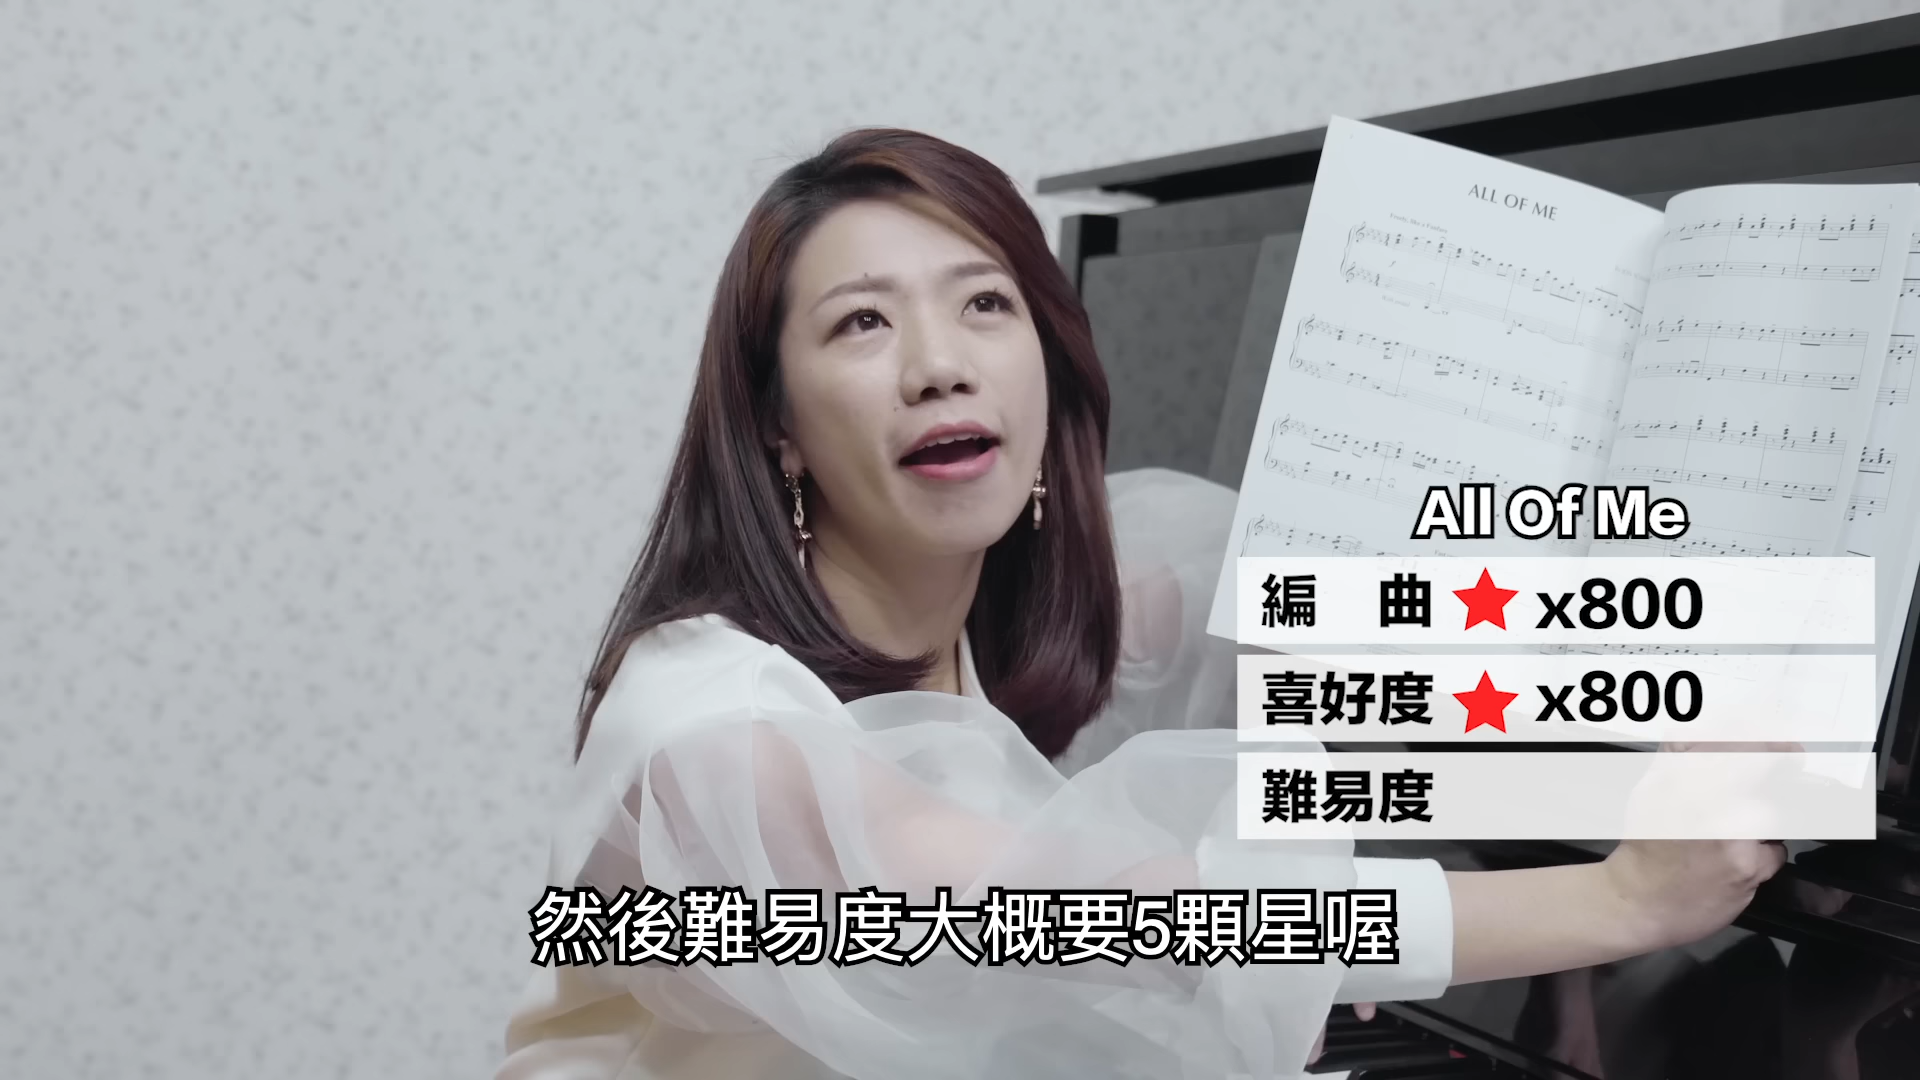 ALL OF ME
All Of Me
編 曲 ★ x800
喜好度 ★ x800
難易度
然後難易度大概要5顆星喔